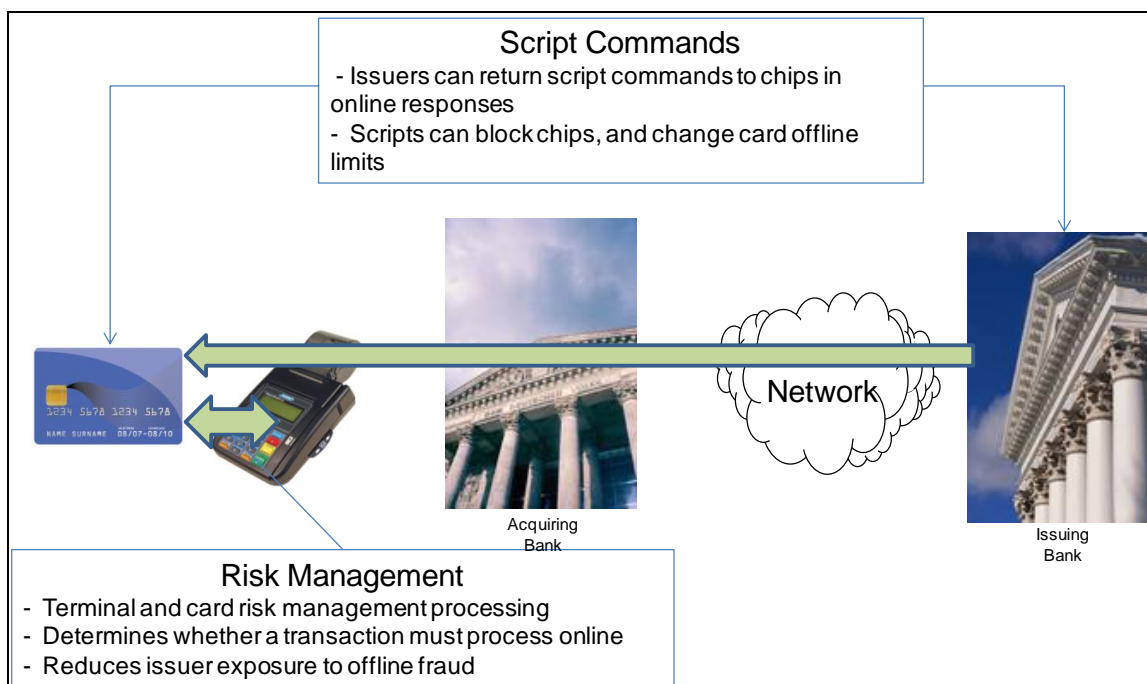 Script Commands
- Issuers can return script commands to chips in
online responses
- Scripts can block chips, and change card offline
limits
Network
1234 5678 1234 5678
NAME SURNAME 08/07-08/10
Acquiring
Bank
Issuing
Bank
Risk Management
- Terminal and card risk management processing
- Determines whether a transaction must process online
- Reduces issuer exposure to offline fraud